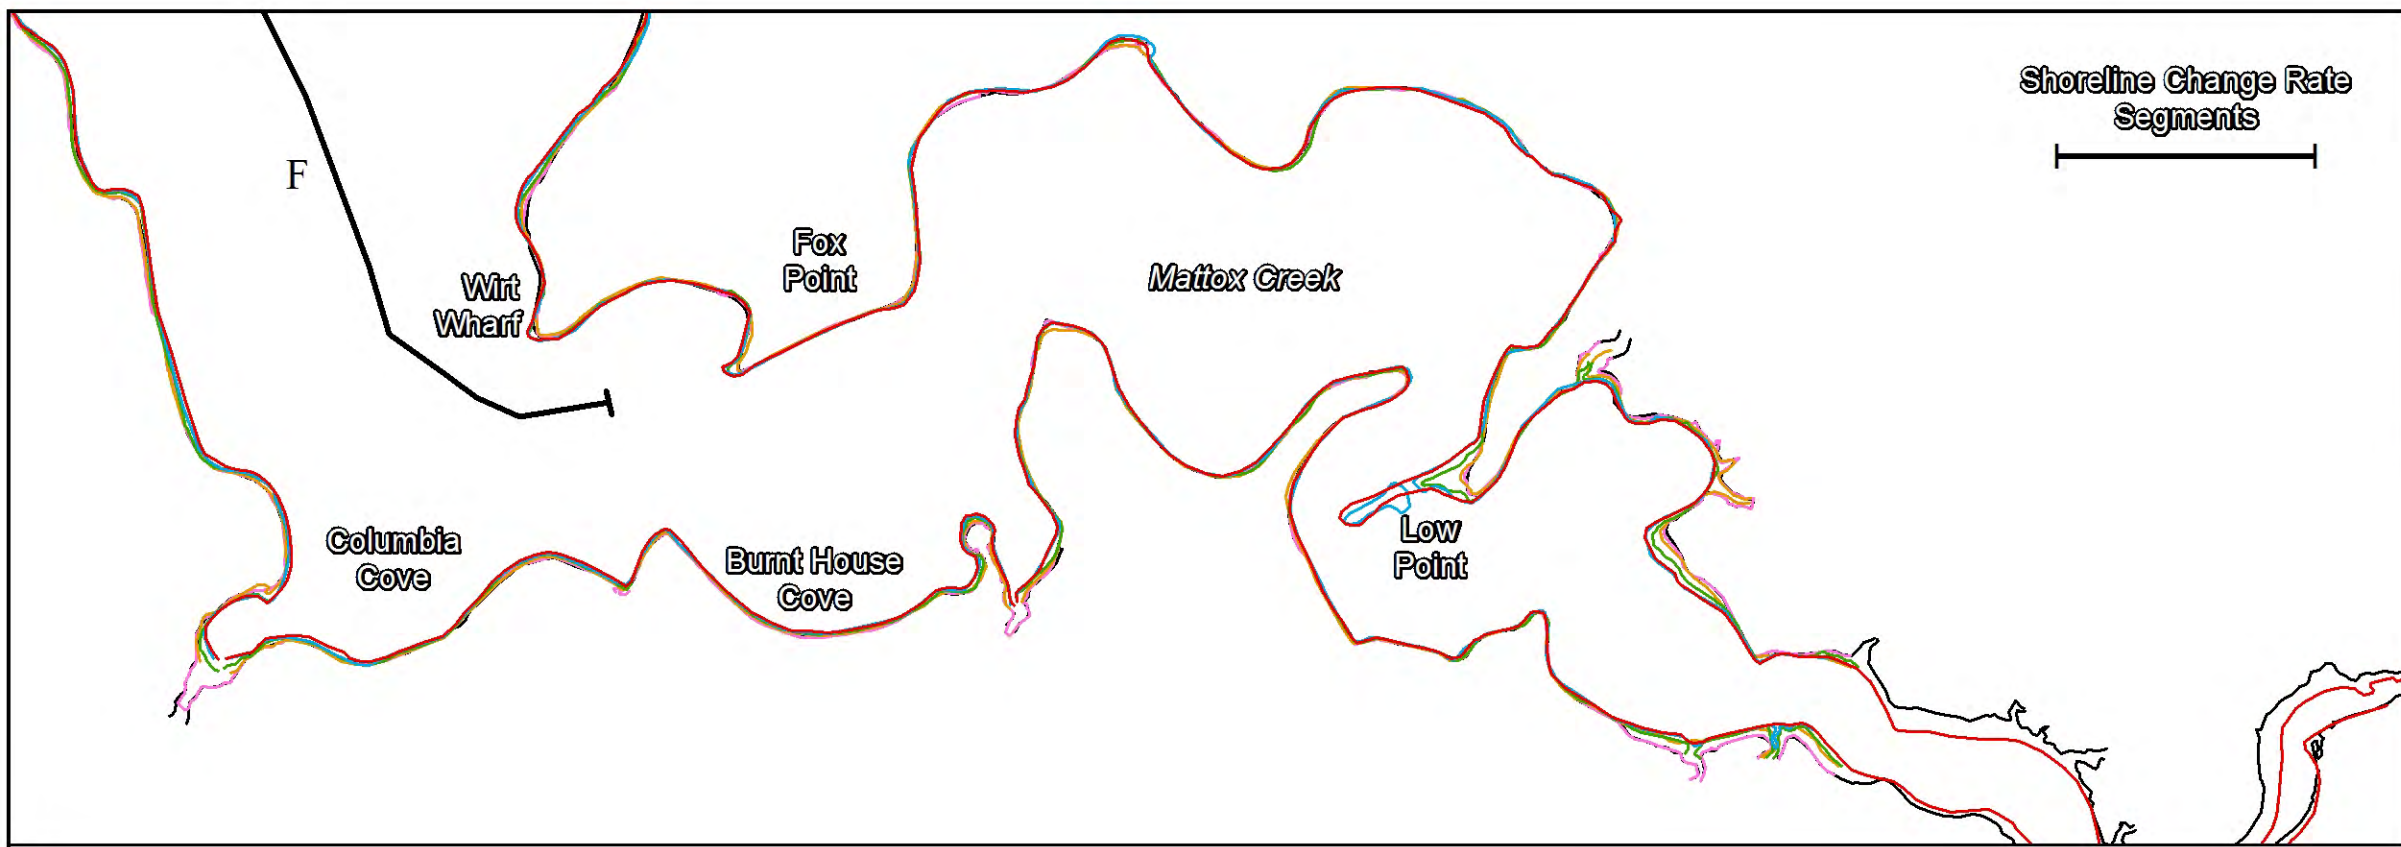 Shoreline Change Rate
Segments
F
Fox
Point
Wirt
Wharf
Mattox Creek
Columbia
Cove
Burnt House
Cove
Low
Point